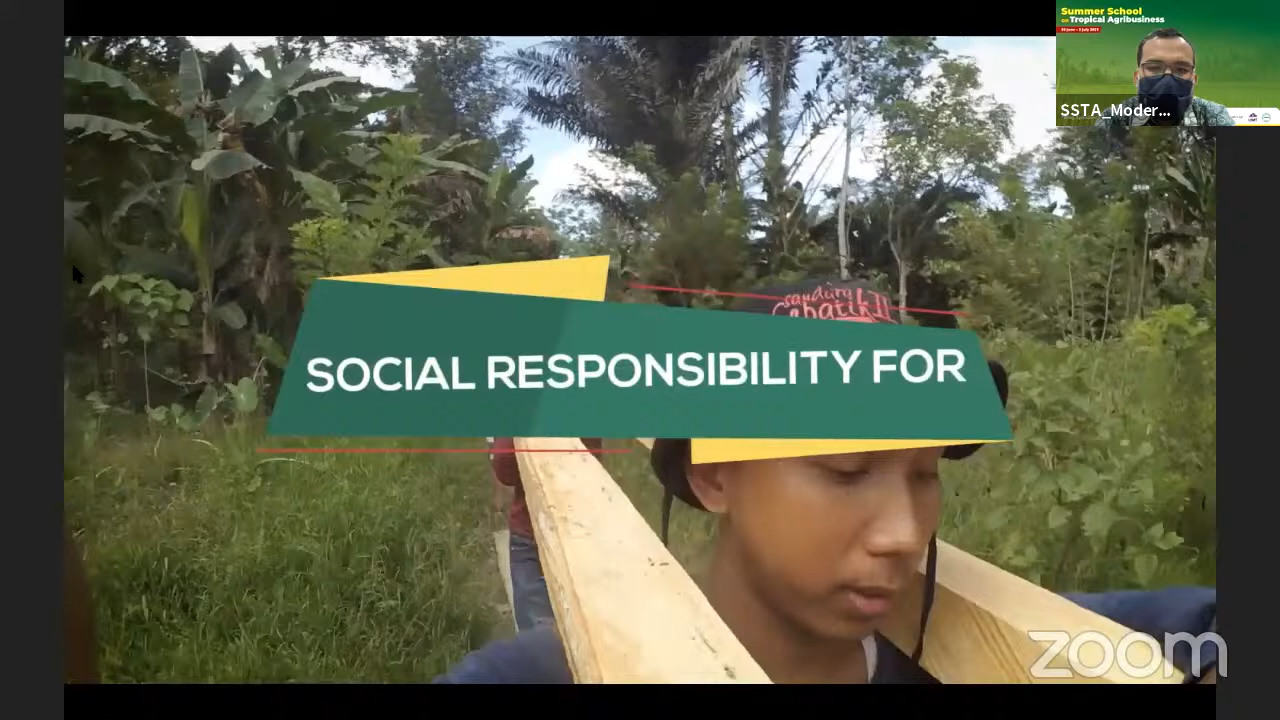 Summer School
on Tropical Agribusiness
SSTA_Moder...
SOCIAL RESPONSIBILITY FOR
zoom